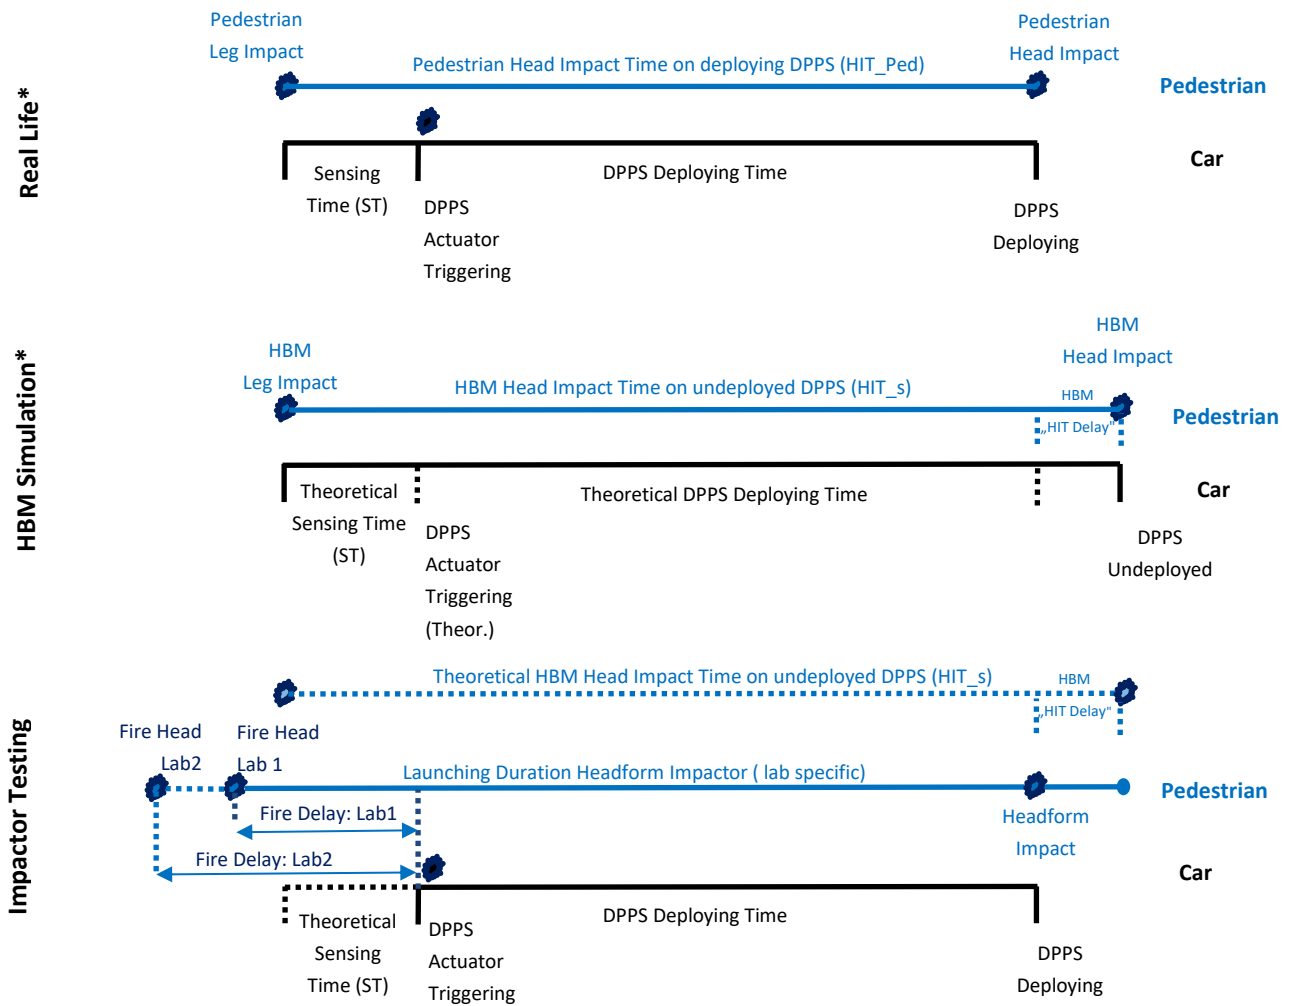 Real Life*
Pedestrian
Leg Impact
Pedestrian Head Impact Time on deploying DPPS (HIT_Ped)
Pedestrian
Head Impact
Pedestrian
Sensing
Time (ST)
DPPS Deploying Time
Car
DPPS
Actuator
Triggering
DPPS
Deploying
HBM Simulation*
HBM
Leg Impact
HBM Head Impact Time on undeployed DPPS (HIT_s)
HBM
Head Impact
HBM
„HIT Delay"
Pedestrian
Theoretical
Sensing Time
(ST)
Theoretical DPPS Deploying Time
Car
DPPS
Actuator
Triggering
(Theor.)
DPPS
Undeployed
Impactor Testing
Theoretical HBM Head Impact Time on undeployed DPPS (HIT_s)
HBM
„HIT Delay"
Fire Head
Lab2
Fire Head
Lab 1
Launching Duration Headform Impactor ( lab specific)
Pedestrian
Fire Delay: Lab1
Headform
Impact
Fire Delay: Lab2
Car
Theoretical
Sensing
Time (ST)
DPPS Deploying Time
DPPS
Actuator
Triggering
DPPS
Deploying